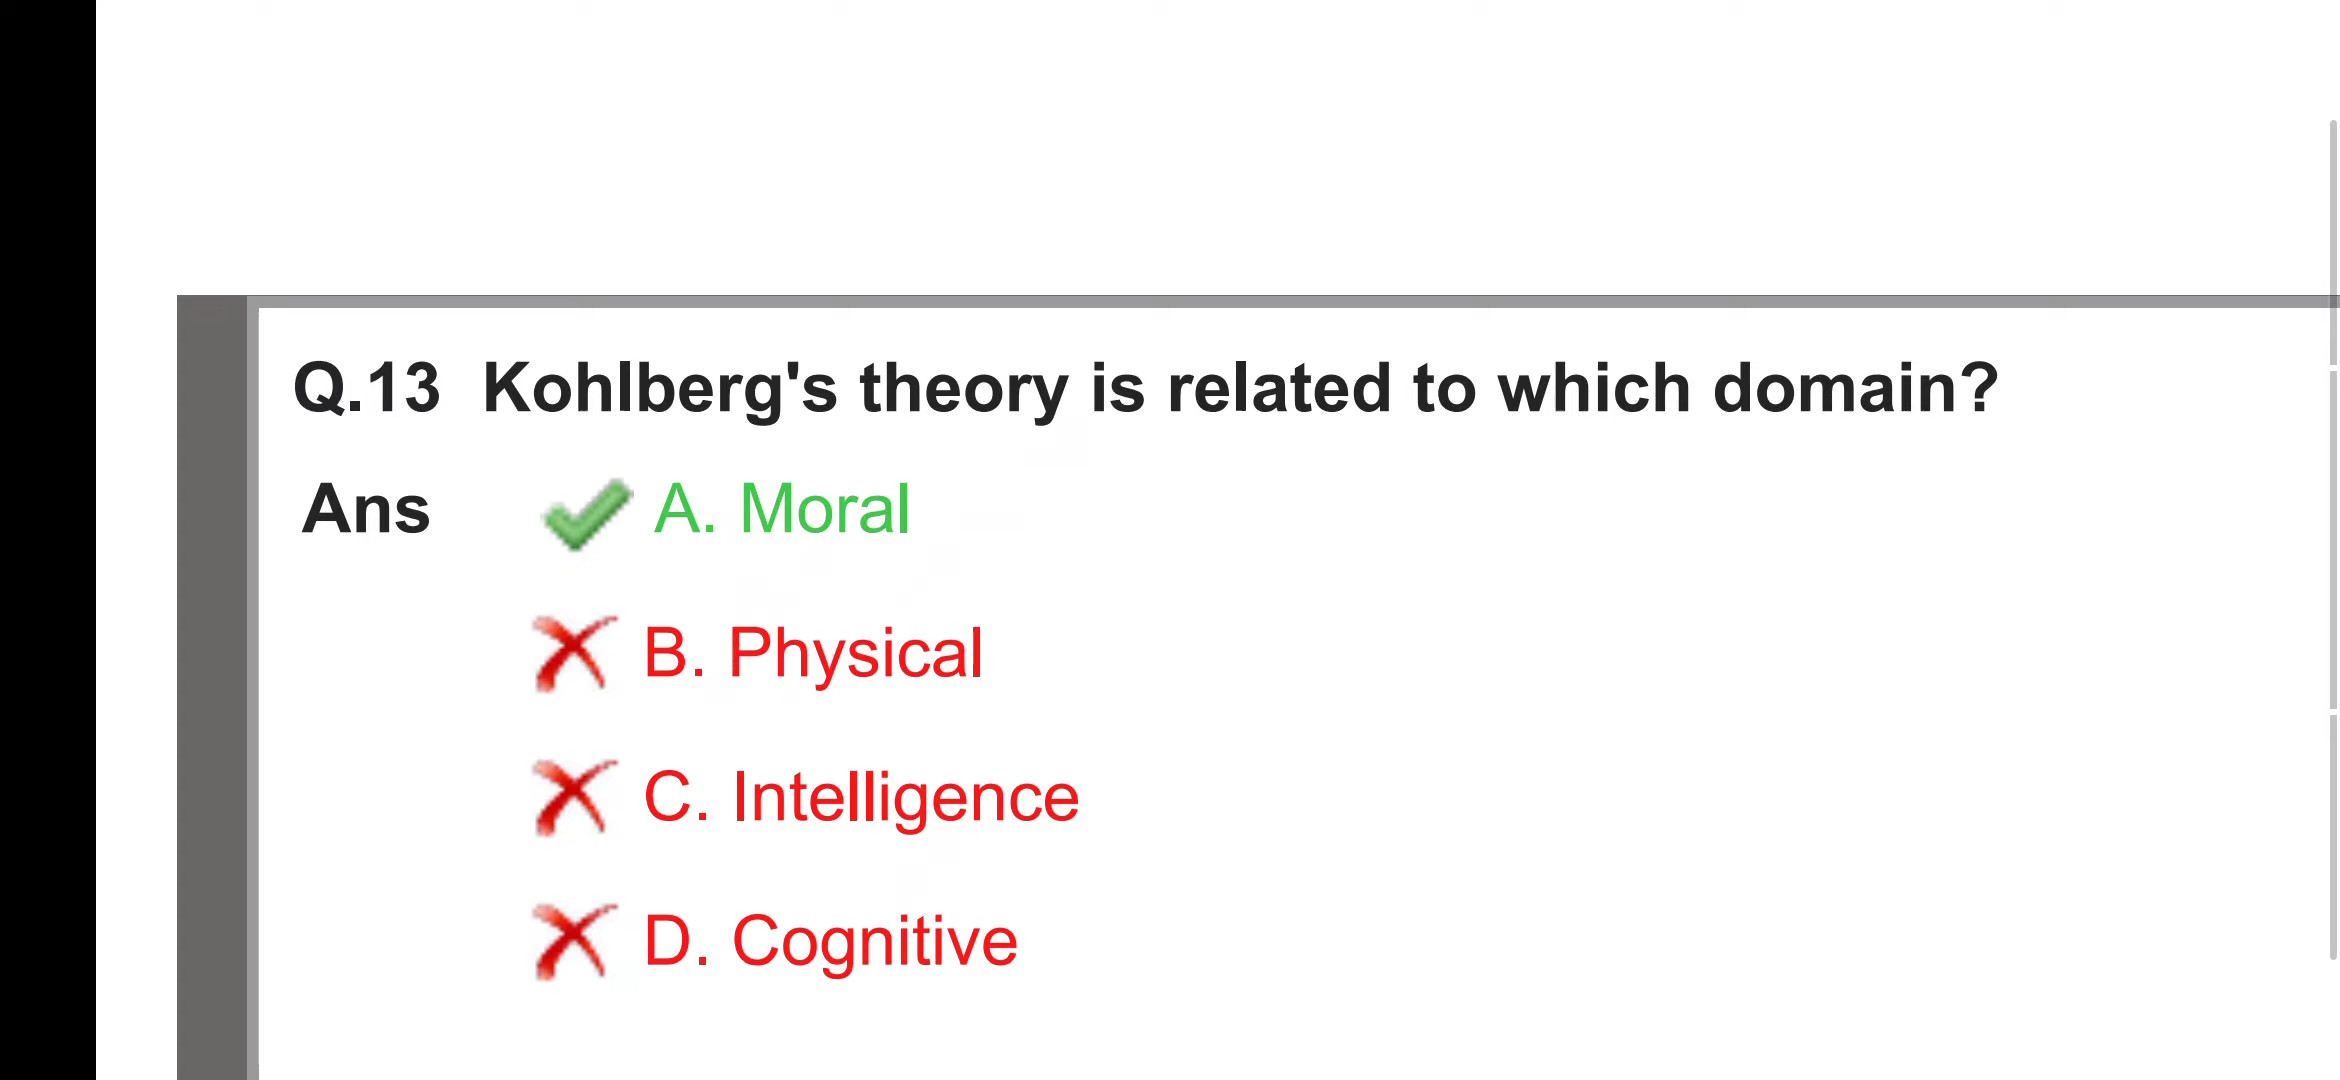 Q.13 Kohlberg's theory is related to which domain?
Ans A. Moral
B. Physical
C. Intelligence
D. Cognitive